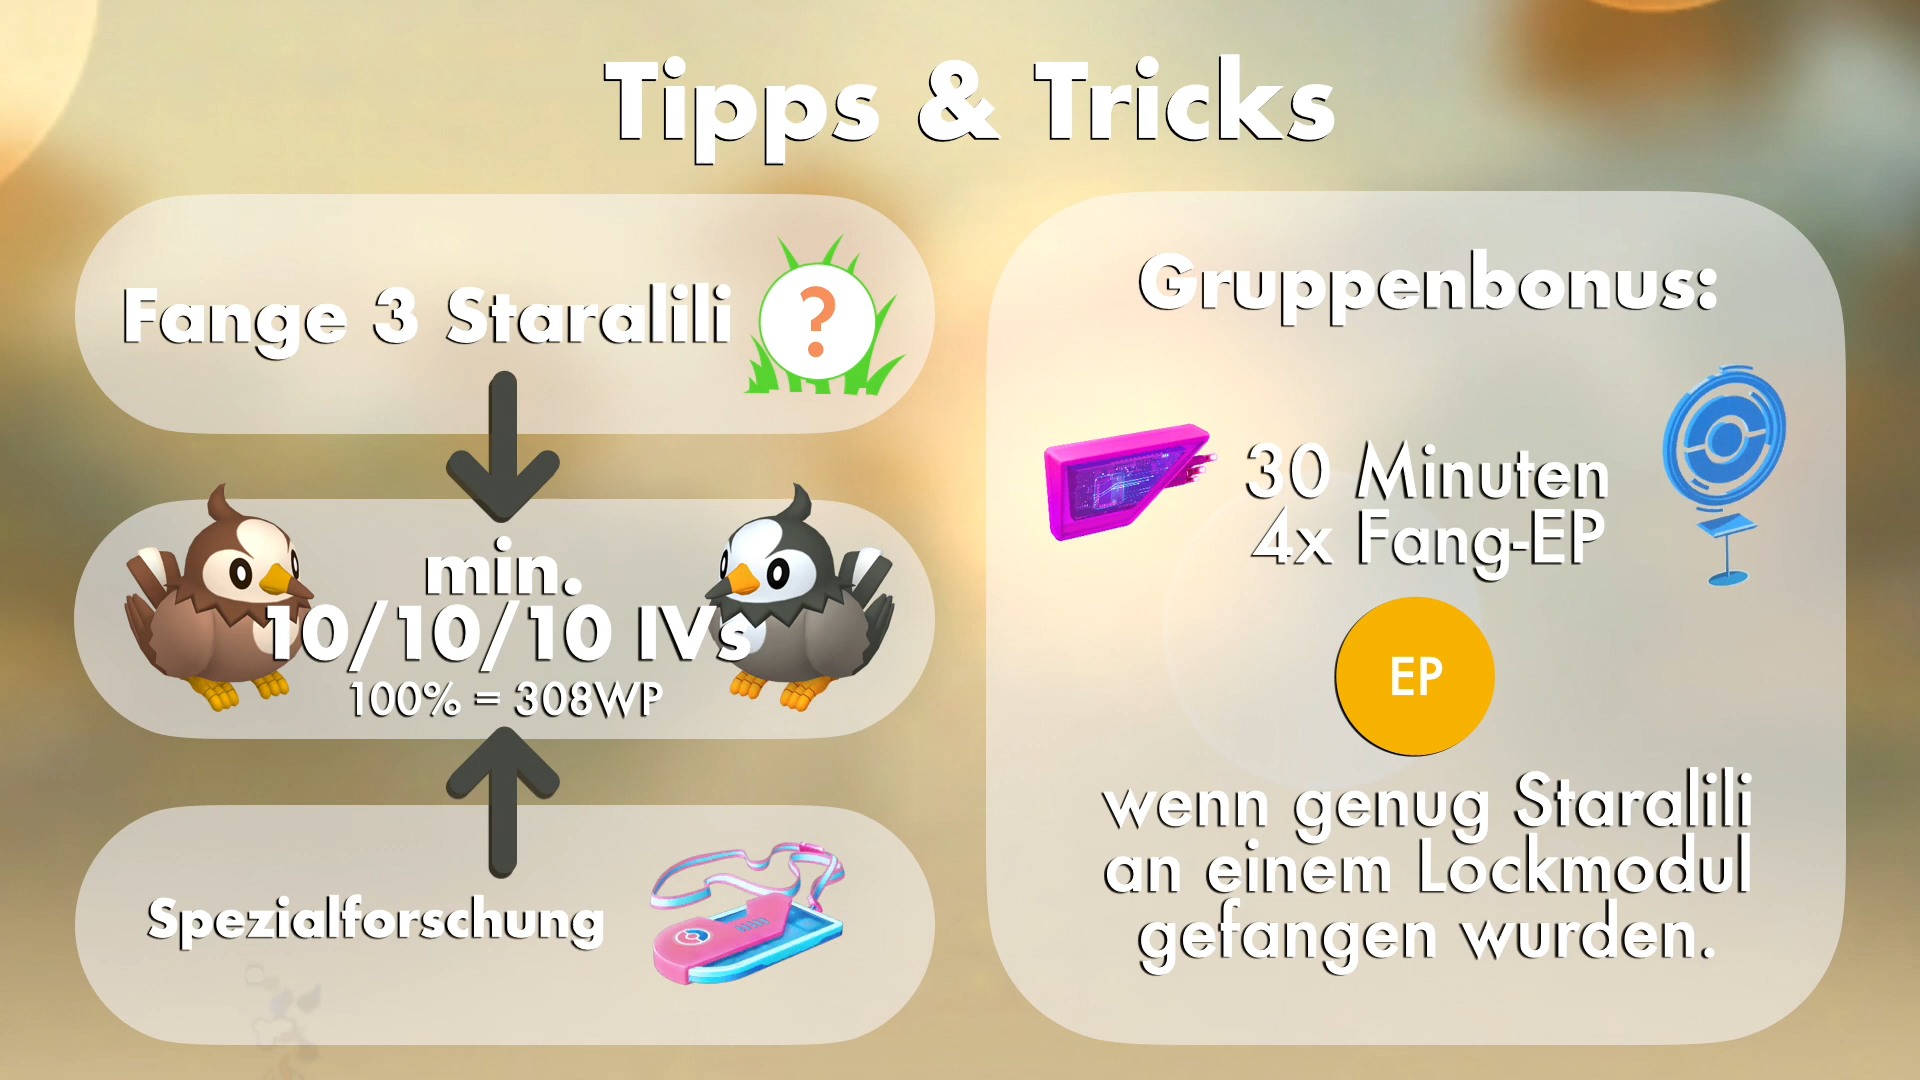 Tipps & Tricks
Fange 3 Staralili
?
min.
10/10/10 IVs
100% = 308WP
Spezialforschung
Gruppenbonus:
30 Minuten
4x Fang-EP
EP
wenn genug Staralili
an einem Lockmodul
gefangen wurden.